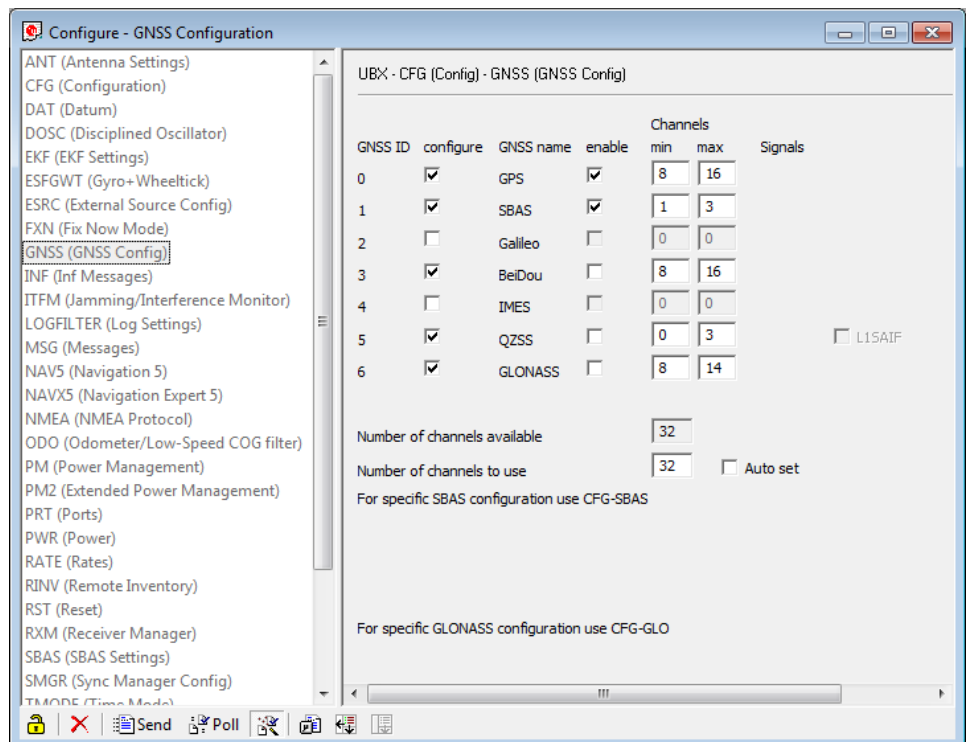 Configure - GNSS Configuration
ANT (Antenna Settings)
CFG (Configuration)
DAT (Datum)
DOSC (Disciplined Oscillator)
EKF (EKF Settings)
ESFGWT (Gyro+Wheeltick)
ESRC (External Source Config)
FXN (Fix Now Mode)
GNSS (GNSS Config)
INF (Inf Messages)
ITFM (Jamming/Interference Monitor)
LOGFILTER (Log Settings)
MSG (Messages)
NAV5 (Navigation 5)
NAVX5 (Navigation Expert 5)
NMEA (NMEA Protocol)
ODO (Odometer/Low-Speed COG filter)
PM (Power Management)
PM2 (Extended Power Management)
PRT (Ports)
PWR (Power)
RATE (Rates)
RINV (Remote Inventory)
RST (Reset)
RXM (Receiver Manager)
SBAS (SBAS Settings)
SMGR (Sync Manager Config)
TMODE (Time Mode)
UBX - CFG (Config) - GNSS (GNSS Config)
Channels
GNSS ID configure GNSS name enable min max Signals
0 GPS 8 16
1 SBAS 1 3
2 Galileo 0 0
3 BeiDou 8 16
4 IMES 0 0
5 QZSS 0 3 L1SAIF
6 GLONASS 8 14
Number of channels available 32
Number of channels to use 32 Auto set
For specific SBAS configuration use CFG-SBAS
For specific GLONASS configuration use CFG-GLO
Send Poll